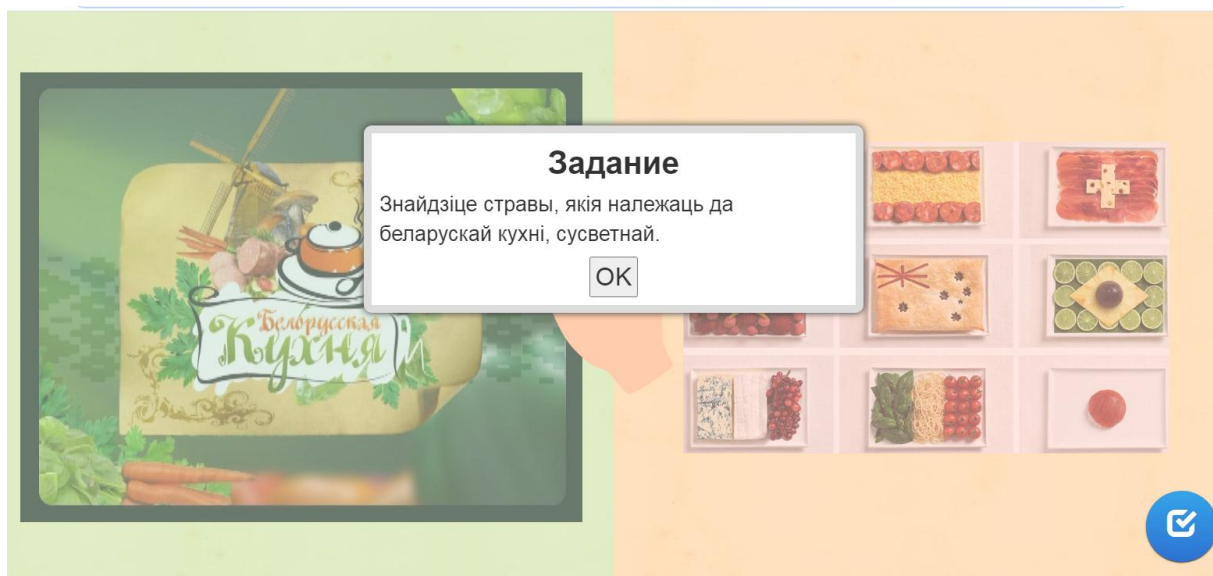 Задание
Знайдзіце стравы, якія належаць да
беларускай кухні, сусветнай.
OK
Белорусская
Кухня